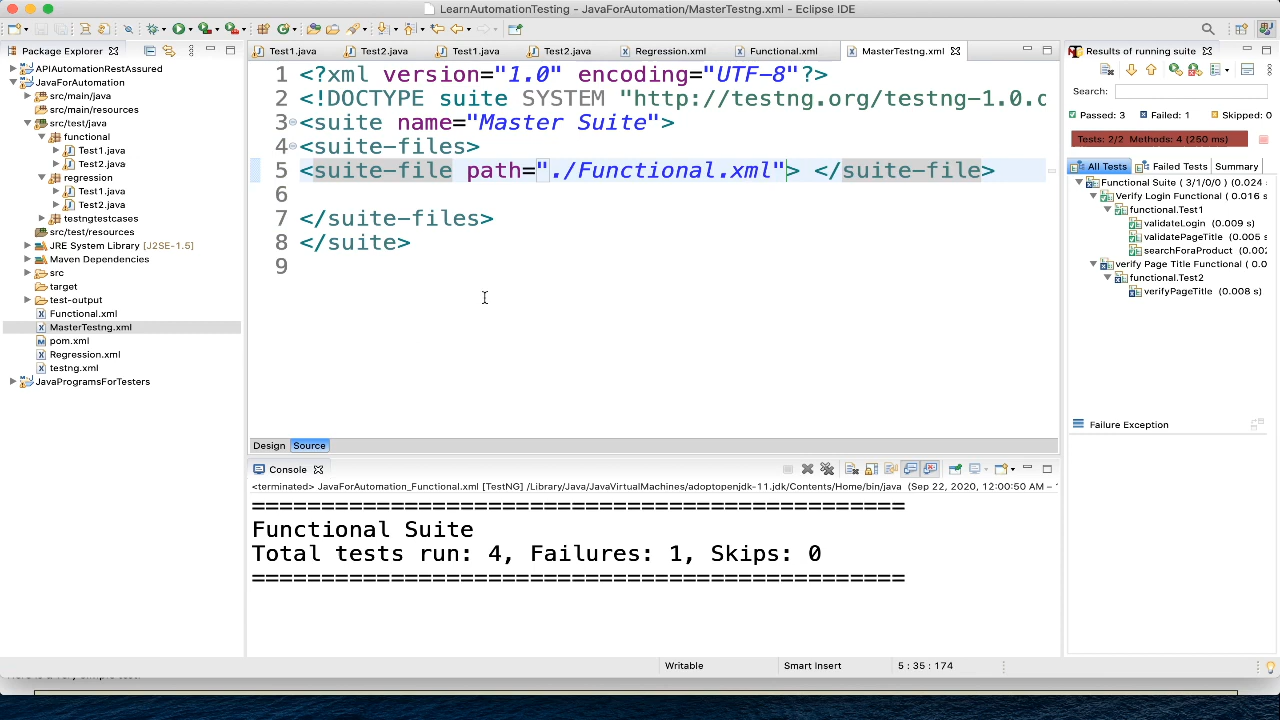 LearnAutomationTesting - JavaForAutomation/MasterTestng.xml - Eclipse IDE
Package Explorer
APIAutomationRestAssured
JavaForAutomation
src/main/java
src/main/resources
src/test/java
functional
Test1.java
Test2.java
regression
Test1.java
Test2.java
testngtestcases
src/test/resources
JRE System Library [J2SE-1.5]
Maven Dependencies
src
target
test-output
Functional.xml
MasterTestng.xml
pom.xml
Regression.xml
testng.xml
JavaProgramsForTesters
Test1.java
Test2.java
Test1.java
Test2.java
Regression.xml
Functional.xml
MasterTestng.xml
1 <?xml version="1.0" encoding="UTF-8"?>
2 <!DOCTYPE suite SYSTEM "http://testng.org/testng-1.0.d
3 <suite name="Master Suite">
4 <suite-files>
5 <suite-file path="./Functional.xml"> </suite-file>
6
7 </suite-files>
8 </suite>
9
Design Source
Console
<terminated> JavaForAutomation_Functional.xml [TestNG] /Library/Java/JavaVirtualMachines/adoptopenjdk-11.jdk/Contents/Home/bin/java (Sep 22, 2020, 12:00:50 AM –
===============================================
Functional Suite
Total tests run: 4, Failures: 1, Skips: 0
===============================================
Results of running suite
Search:
Passed: 3 Failed: 1 Skipped: 0
Tests: 2/2 Methods: 4 (250 ms)
All Tests Failed Tests Summary
Functional Suite ( 3/1/0/0 ) (0.024
Verify Login Functional ( 0.016 s
functional.Test1
validateLogin (0.009 s)
validatePageTitle (0.005 s
searchForaProduct (0.002
verify Page Title Functional ( 0.0
functional.Test2
verifyPageTitle (0.008 s)
Failure Exception
Writable Smart Insert 5 : 35 : 174